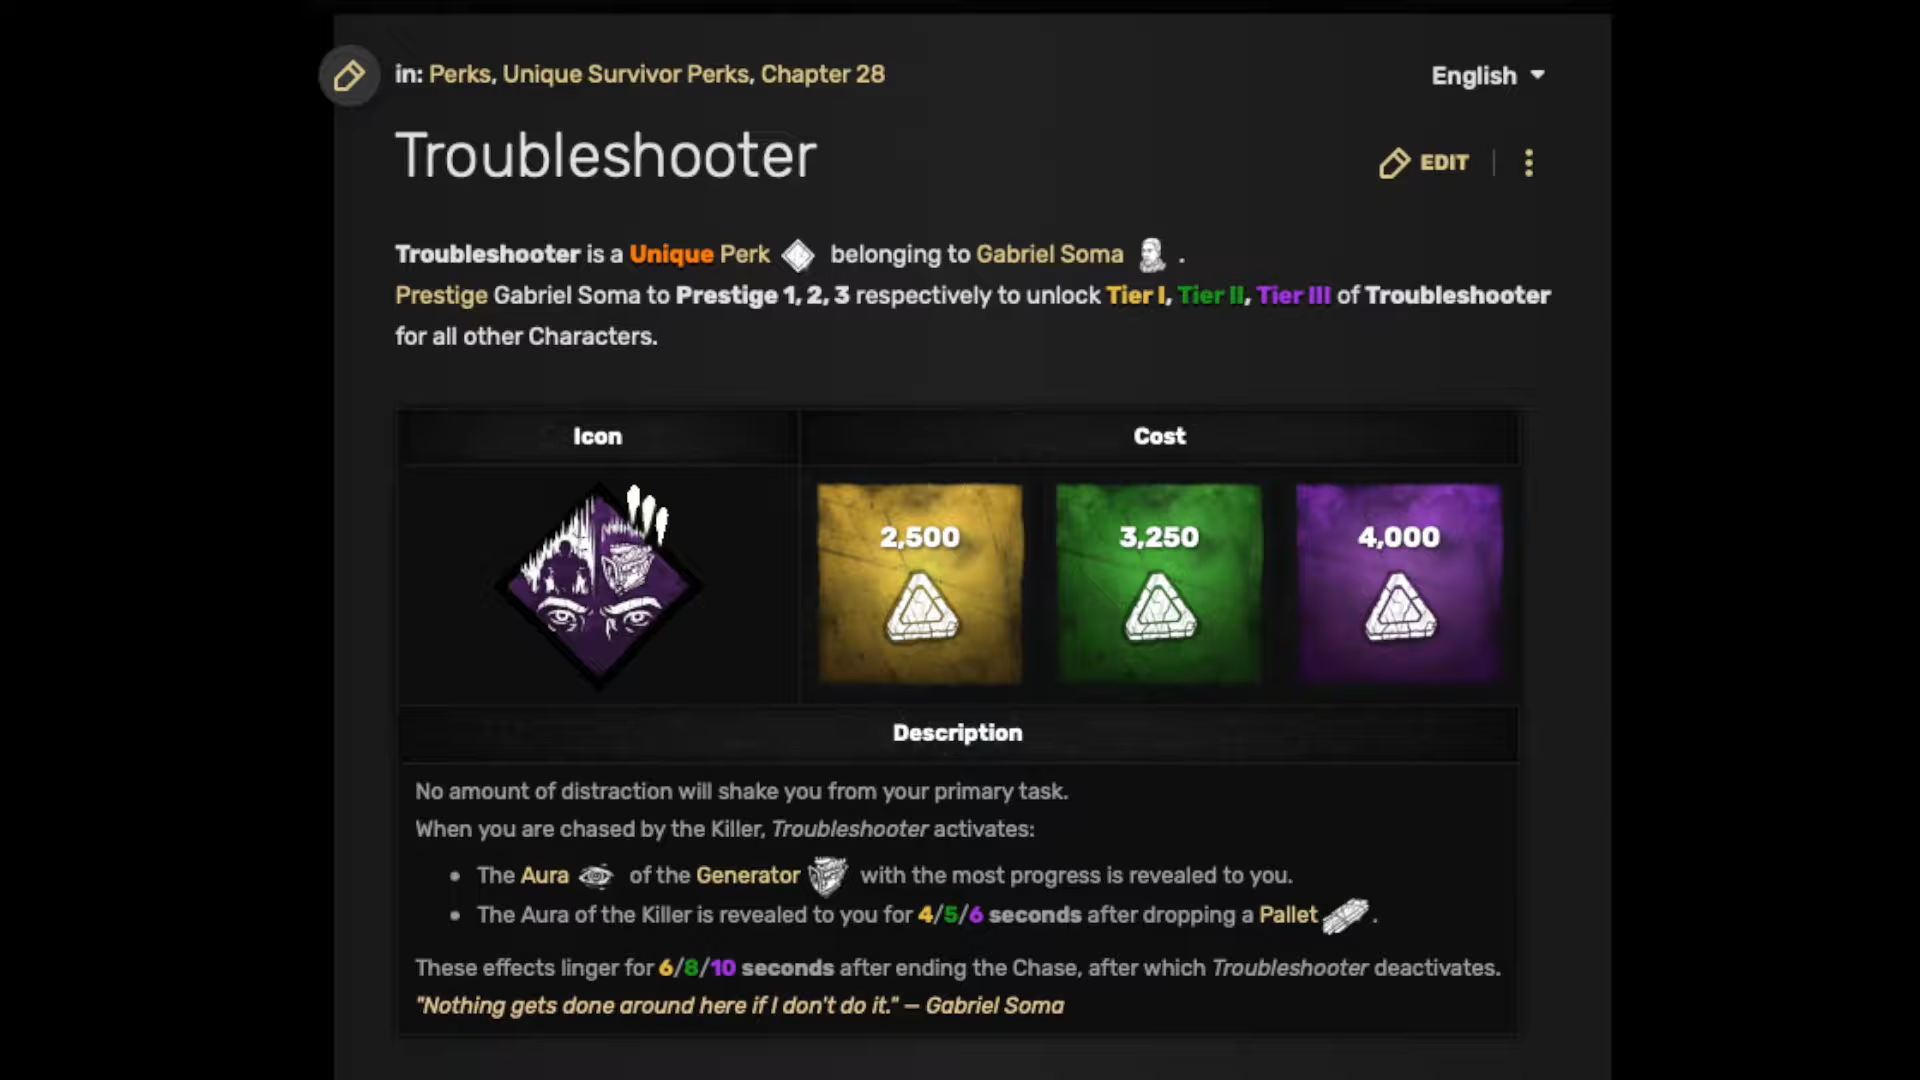 in: Perks, Unique Survivor Perks, Chapter 28
English
Troubleshooter
EDIT
Troubleshooter is a Unique Perk belonging to Gabriel Soma .
Prestige Gabriel Soma to Prestige 1, 2, 3 respectively to unlock Tier I, Tier II, Tier III of Troubleshooter
for all other Characters.
Icon
Cost
2,500
3,250
4,000
Description
No amount of distraction will shake you from your primary task.
When you are chased by the Killer, Troubleshooter activates:
• The Aura of the Generator with the most progress is revealed to you.
• The Aura of the Killer is revealed to you for 4/5/6 seconds after dropping a Pallet .
These effects linger for 6/8/10 seconds after ending the Chase, after which Troubleshooter deactivates.
"Nothing gets done around here if I don't do it." — Gabriel Soma